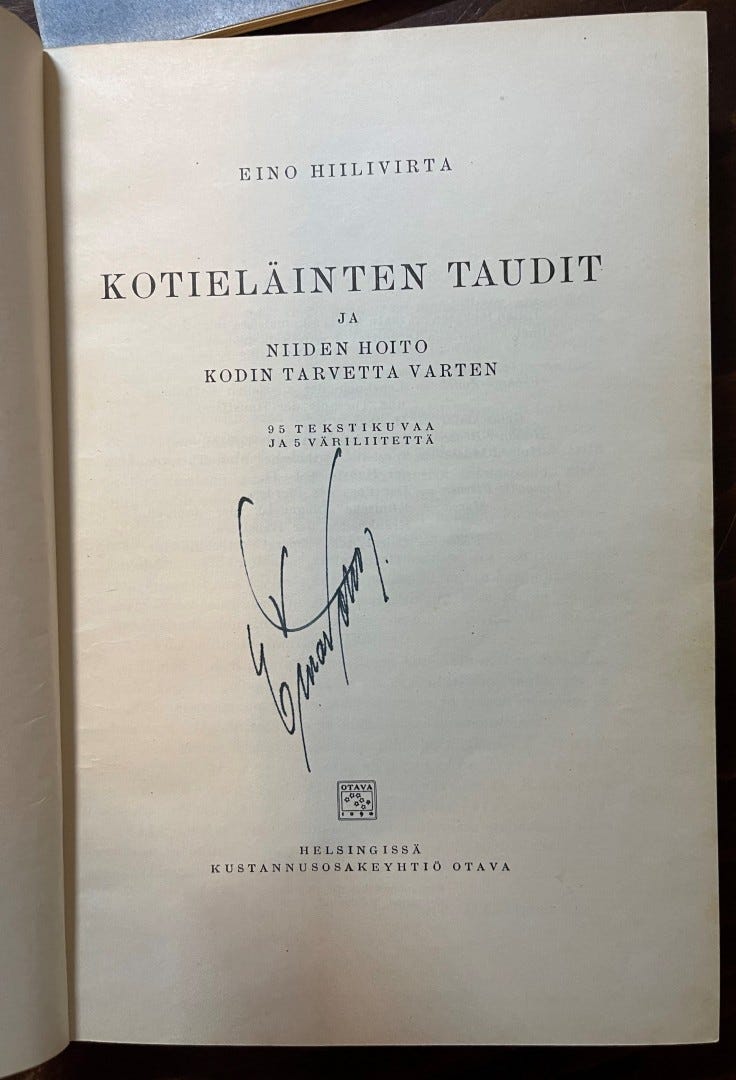 EINO HIILIVIRTA
KOTIELÄINTEN TAUDIT
JA
NIIDEN HOITO
KODIN TARVETTA VARTEN
95 TEKSTIKUVAA
JA 5 VÄRILIITETTÄ
OTAVA
1890
HELSINGISSÄ
KUSTANNUSOSAKEYHTIÖ OTAVA